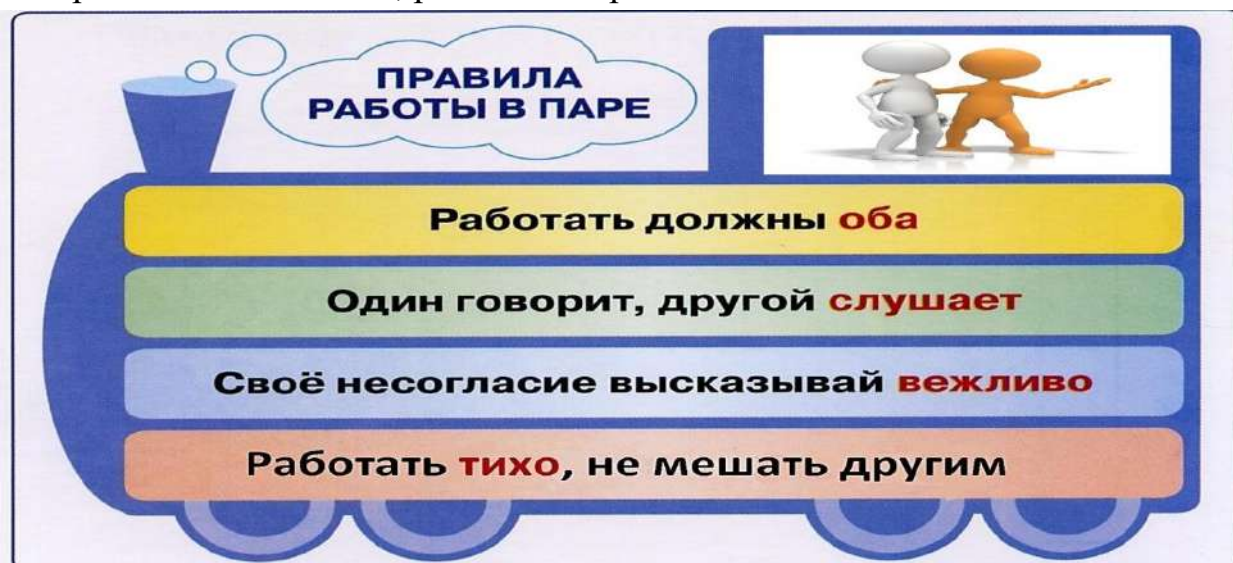 ПРАВИЛА
РАБОТЫ В ПАРЕ
Работать должны оба
Один говорит, другой слушает
Своё несогласие высказывай вежливо
Работать тихо, не мешать другим